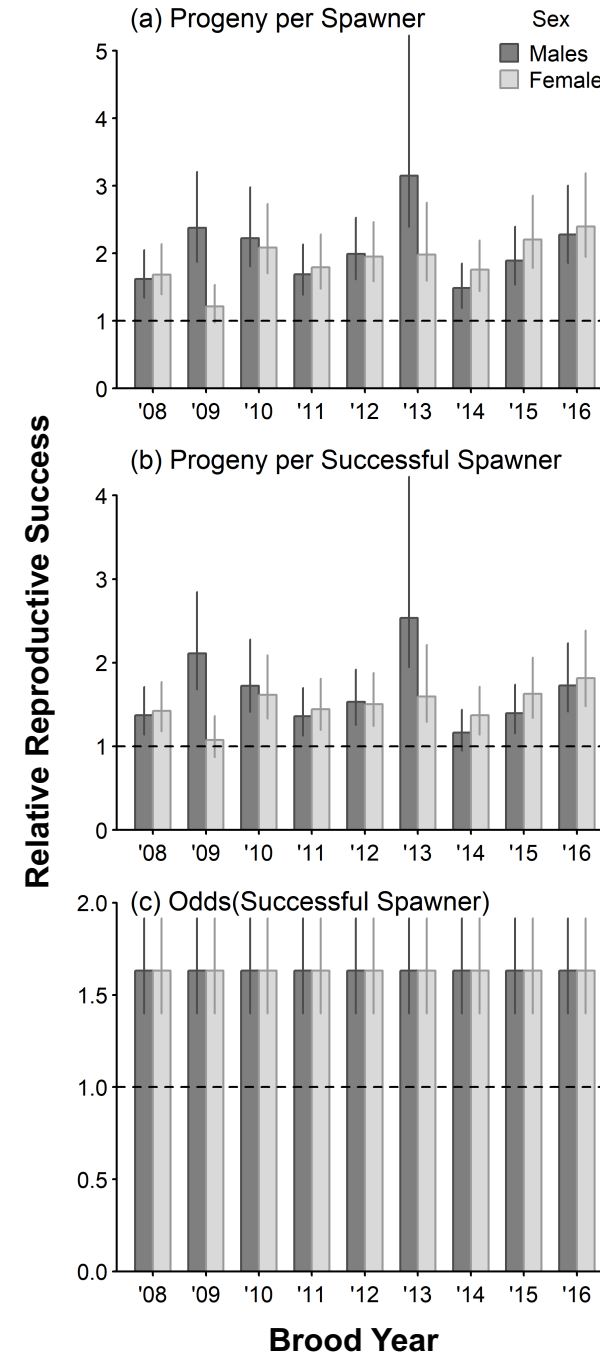 (a) Progeny per Spawner
Sex
Males
Female
5
4
3
2
1
0
'08 '09 '10 '11 '12 '13 '14 '15 '16
(b) Progeny per Successful Spawner
4
3
2
1
0
'08 '09 '10 '11 '12 '13 '14 '15 '16
(c) Odds(Successful Spawner)
2.0
1.5
1.0
0.5
0.0
'08 '09 '10 '11 '12 '13 '14 '15 '16
Relative Reproductive Success
Brood Year